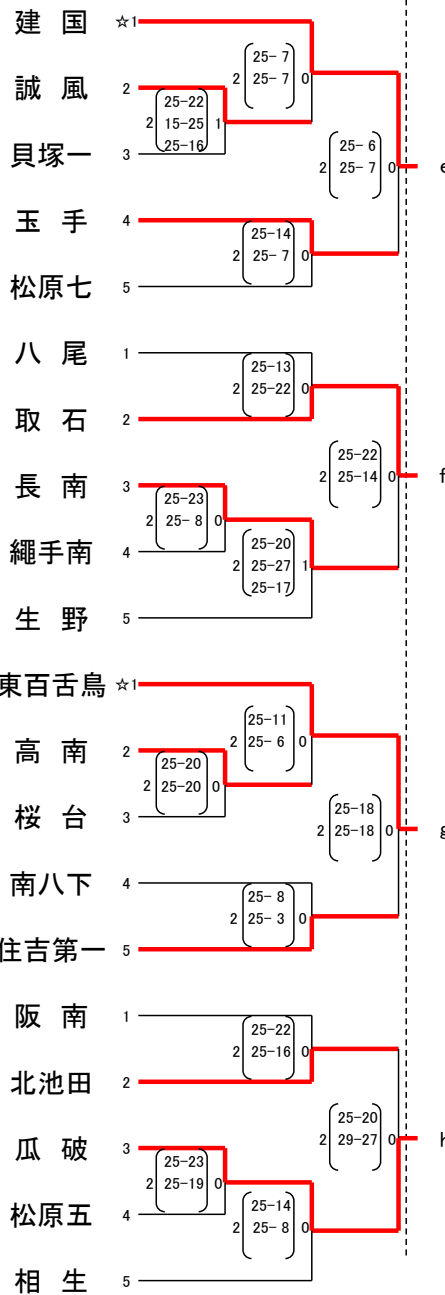 建国 ☆1
25- 7
2 25- 7 0
誠風 2
25-22
2 15-25 1
25-16
貝塚一 3
25- 6
2 25- 7 0
e
玉手 4
25-14
2 25- 7 0
松原七 5
八尾 1
25-13
2 25-22 0
取石 2
25-22
2 25-14 0
f
長南 3
25-23
2 25- 8 0
縄手南 4
25-20
2 25-27 1
25-17
生野 5
東百舌鳥 ☆1
25-11
2 25- 6 0
高南 2
25-20
2 25-20 0
桜台 3
25-18
2 25-18 0
g
南八下 4
25- 8
2 25- 3 0
住吉第一 5
阪南 1
25-22
2 25-16 0
北池田 2
25-20
2 29-27 0
h
瓜破 3
25-23
2 25-19 0
松原五 4
25-14
2 25- 8 0
相生 5